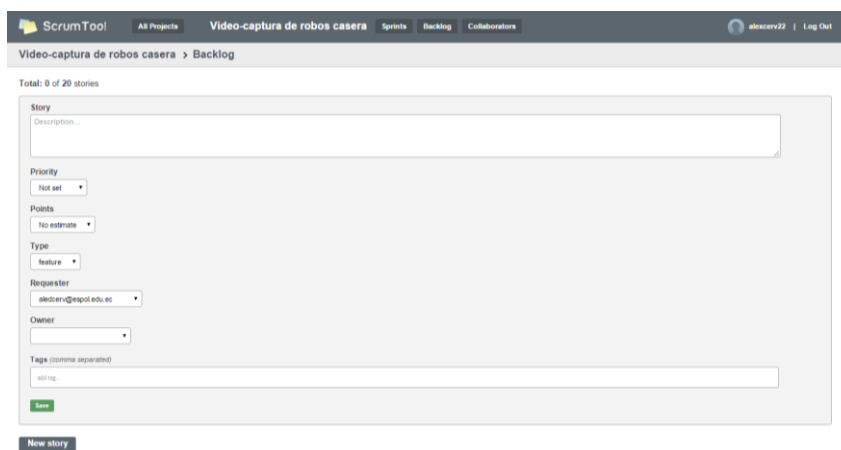 ScrumTool All Projects Video-captura de robos casera Sprints Backlog Collaborators alexcerv22 | Log Out
Video-captura de robos casera > Backlog
Total: 0 of 20 stories
Story
Description...
Priority
Not set
Points
No estimate
Type
feature
Requester
aledcerv@espol.edu.ec
Owner
Tags (comma separated)
add tag...
Save
New story